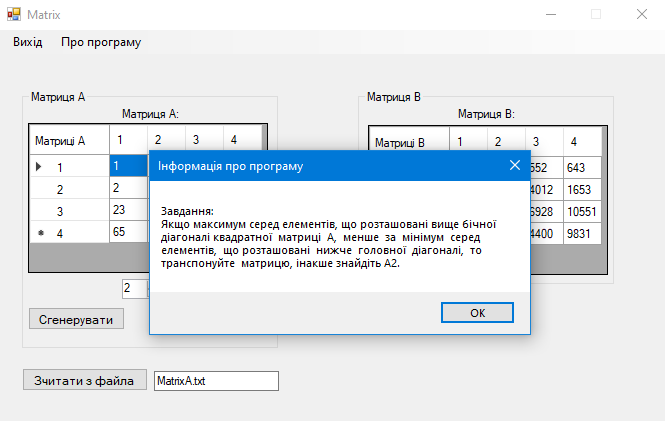 Matrix
Вихід Про програму
Матриця A Матриця B
Матриця A: Матриця B:
Матриці A 1 2 3 4 Матриці B 1 2 3 4
1 1 552 643
2 2 4012 1653
3 23 6928 10551
4 65 4400 9831
Інформація про програму
Завдання:
Якщо максимум серед елементів, що розташовані вище бічної
діагоналі квадратної матриці A, менше за мінімум серед
елементів, що розташовані нижче головної діагоналі, то
транспонуйте матрицю, інакше знайдіть A2.
OK
2
Сгенерувати
Зчитати з файла MatrixA.txt